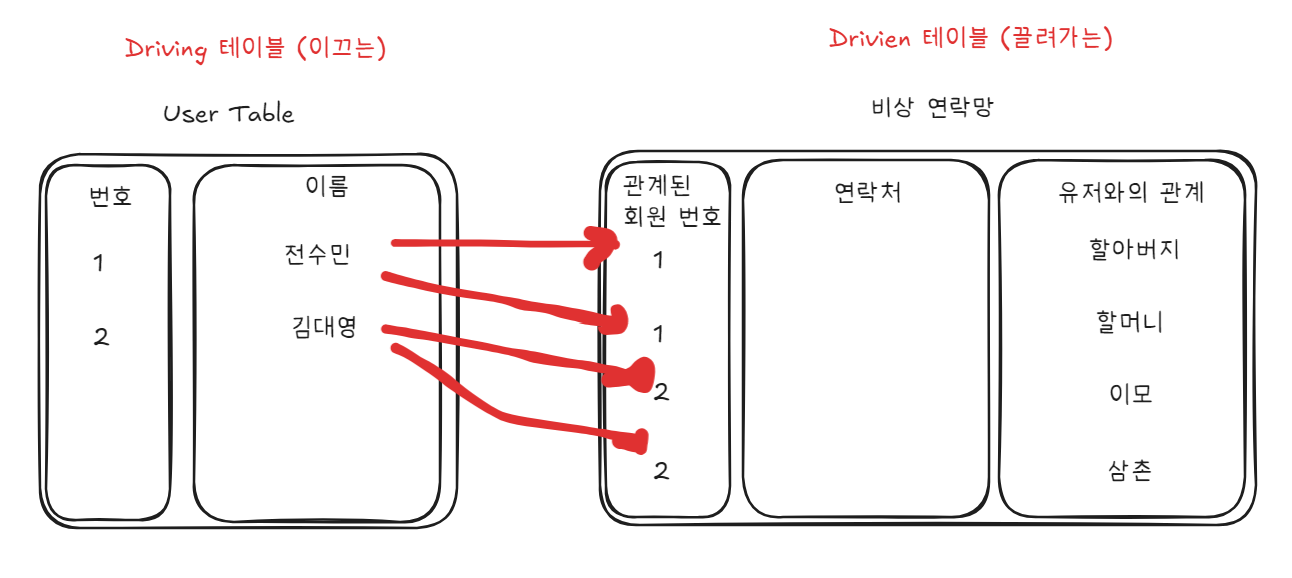 Driving 테이블 (이끄는)
Drivien 테이블 (끌려가는)
User Table
비상 연락망
번호
이름
1
전수민
2
김대영
관계된
회원 번호
연락처
유저와의 관계
1
할아버지
1
할머니
2
이모
2
삼촌